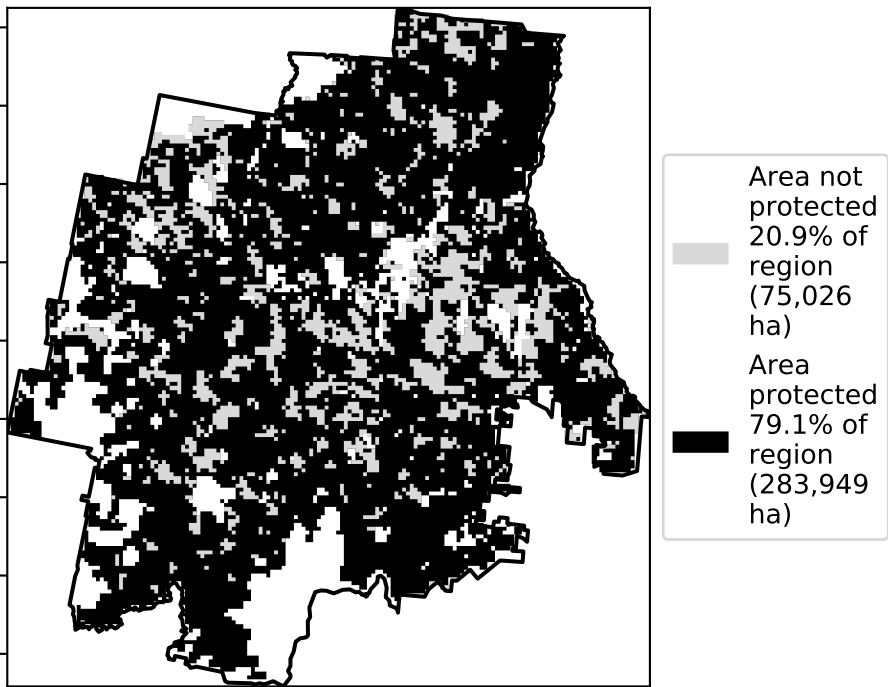 Area not
protected
20.9% of
region
(75,026
ha)
Area
protected
79.1% of
region
(283,949
ha)